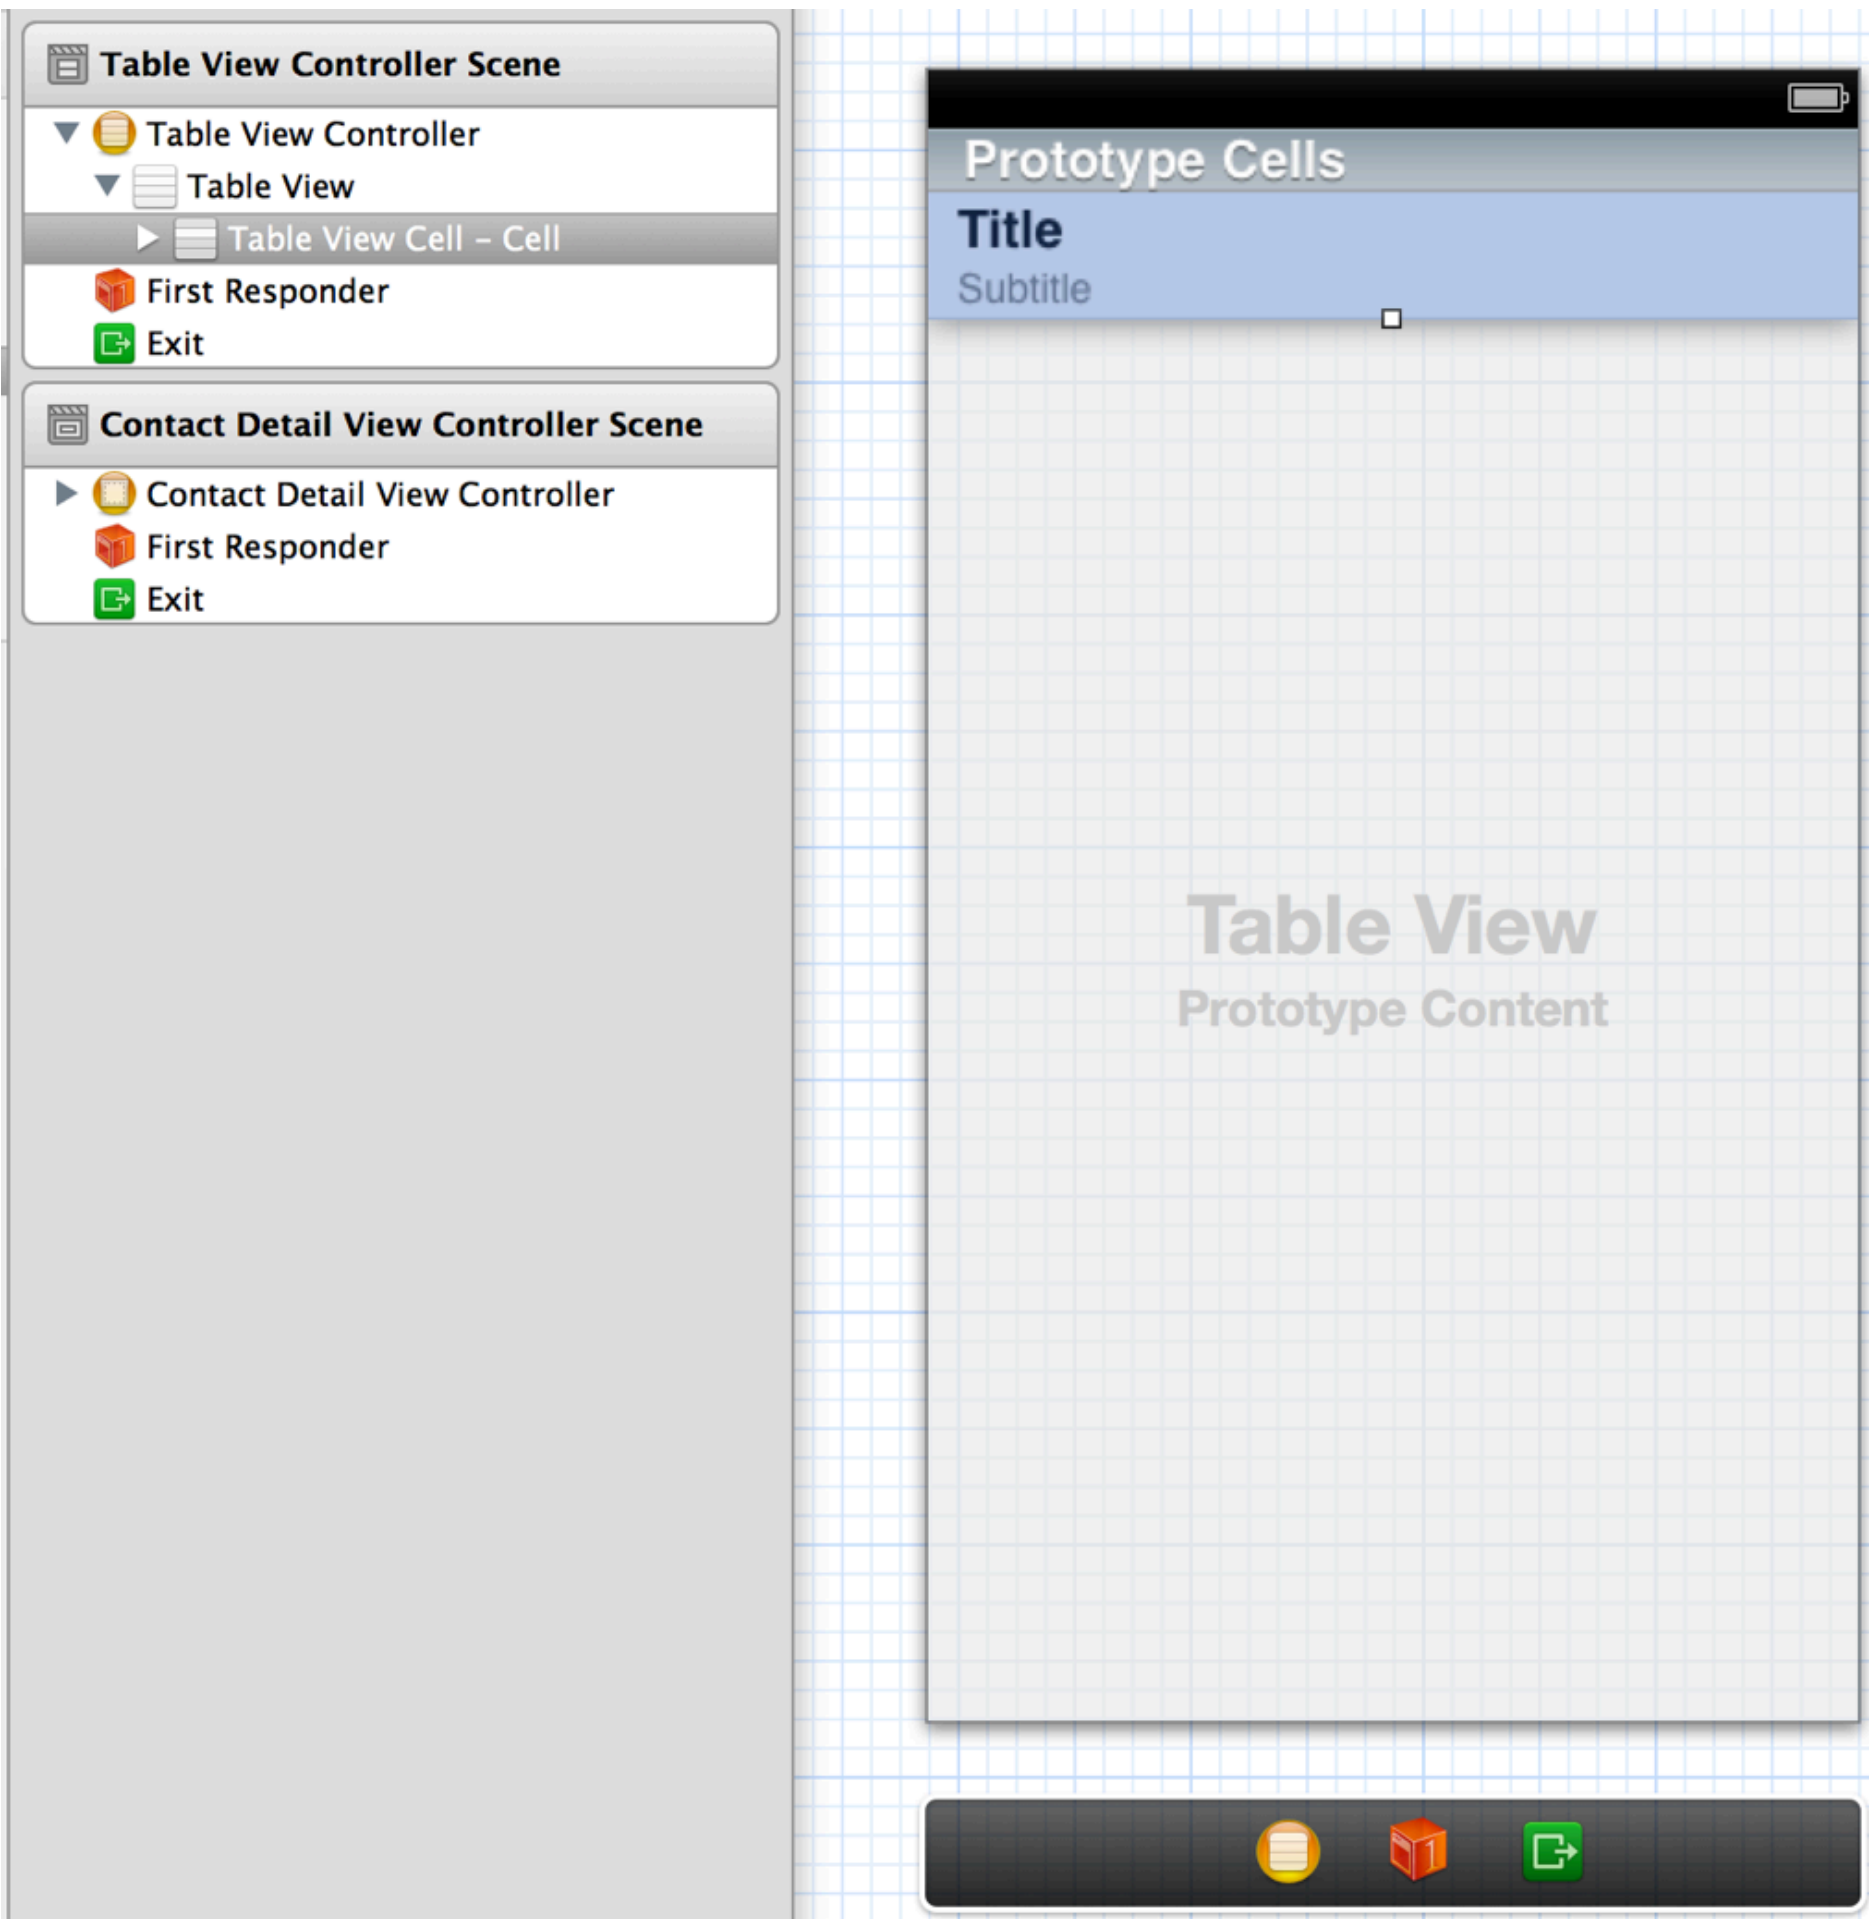 Table View Controller Scene
Table View Controller
Table View
Table View Cell – Cell
First Responder
Exit
Contact Detail View Controller Scene
Contact Detail View Controller
First Responder
Exit
Prototype Cells
Title
Subtitle
Table View
Prototype Content
1